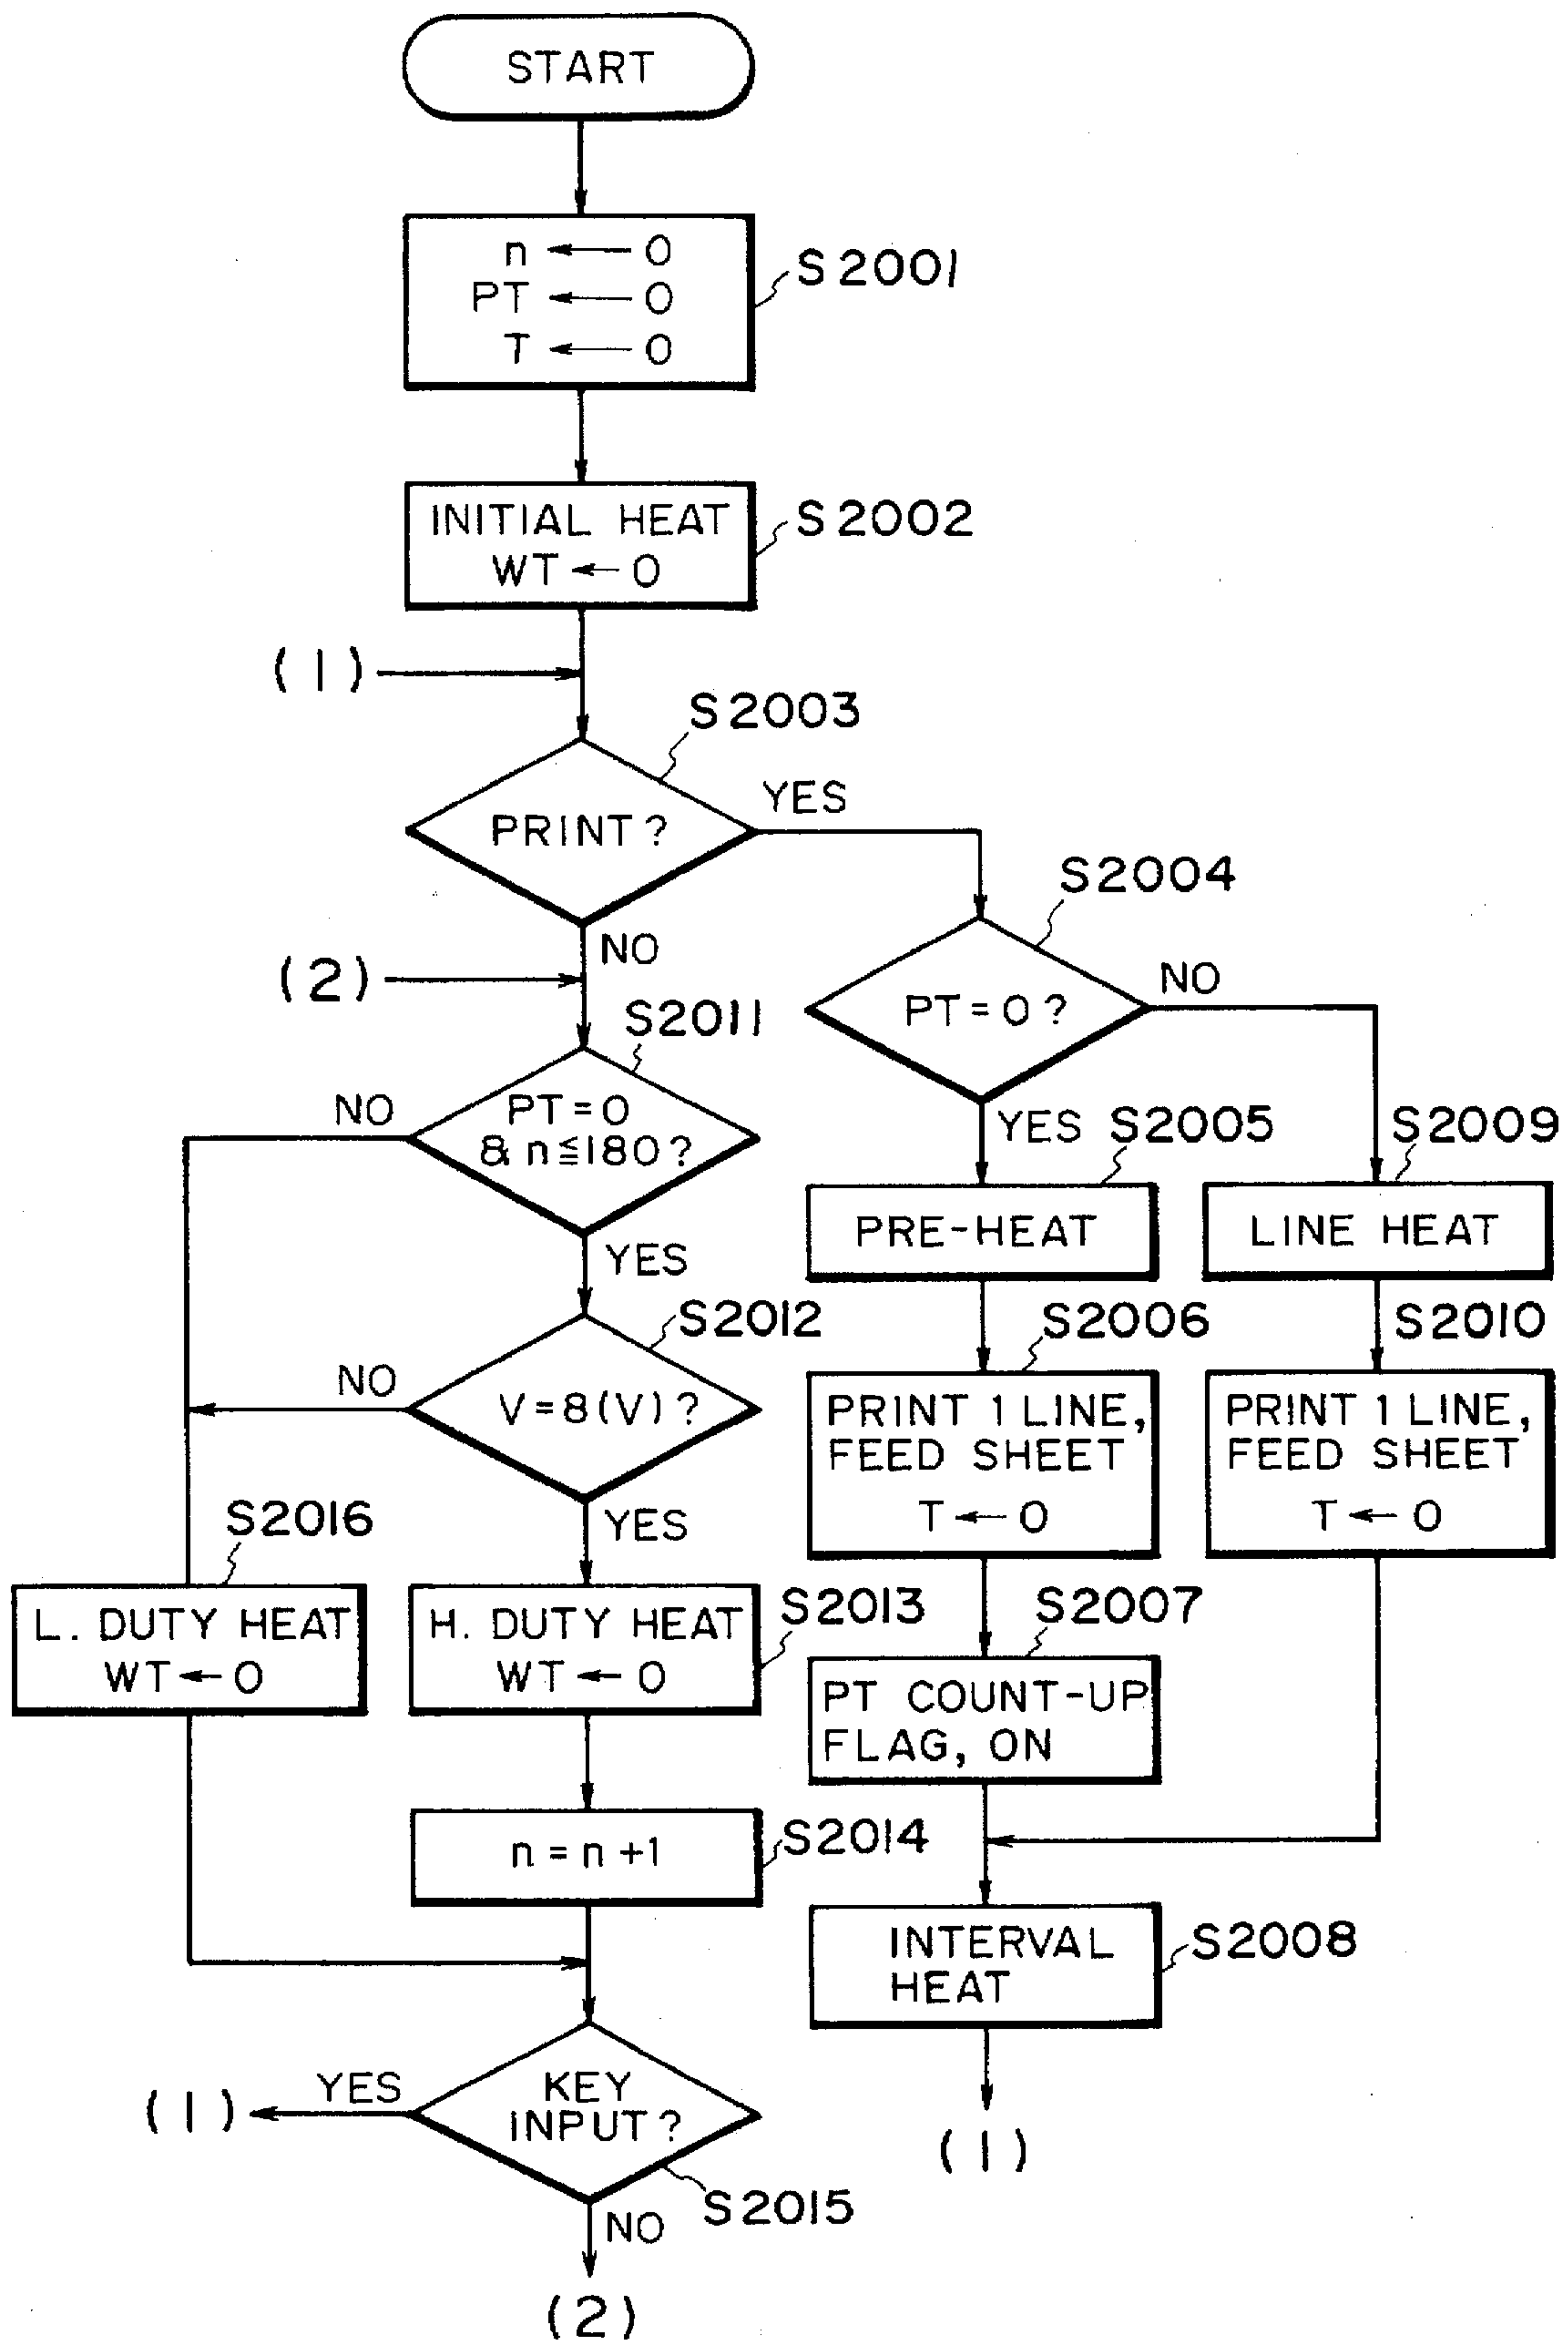 START
n ← 0
PT ← 0
T ← 0
S2001
INITIAL HEAT
WT ← 0
S2002
(1)
S2003
PRINT?
YES
NO
S2004
PT=0?
NO
YES
(2)
S2011
PT=0
& n≦180?
NO
YES
S2005
PRE-HEAT
S2009
LINE HEAT
S2012
V=8(V)?
NO
YES
S2006
PRINT 1 LINE,
FEED SHEET
T ← 0
S2010
PRINT 1 LINE,
FEED SHEET
T ← 0
S2016
L. DUTY HEAT
WT ← 0
H. DUTY HEAT
WT ← 0
S2013
S2007
PT COUNT-UP
FLAG, ON
n = n +1
S2014
INTERVAL
HEAT
S2008
(1)
KEY
INPUT?
YES
(1)
S2015
NO
(2)